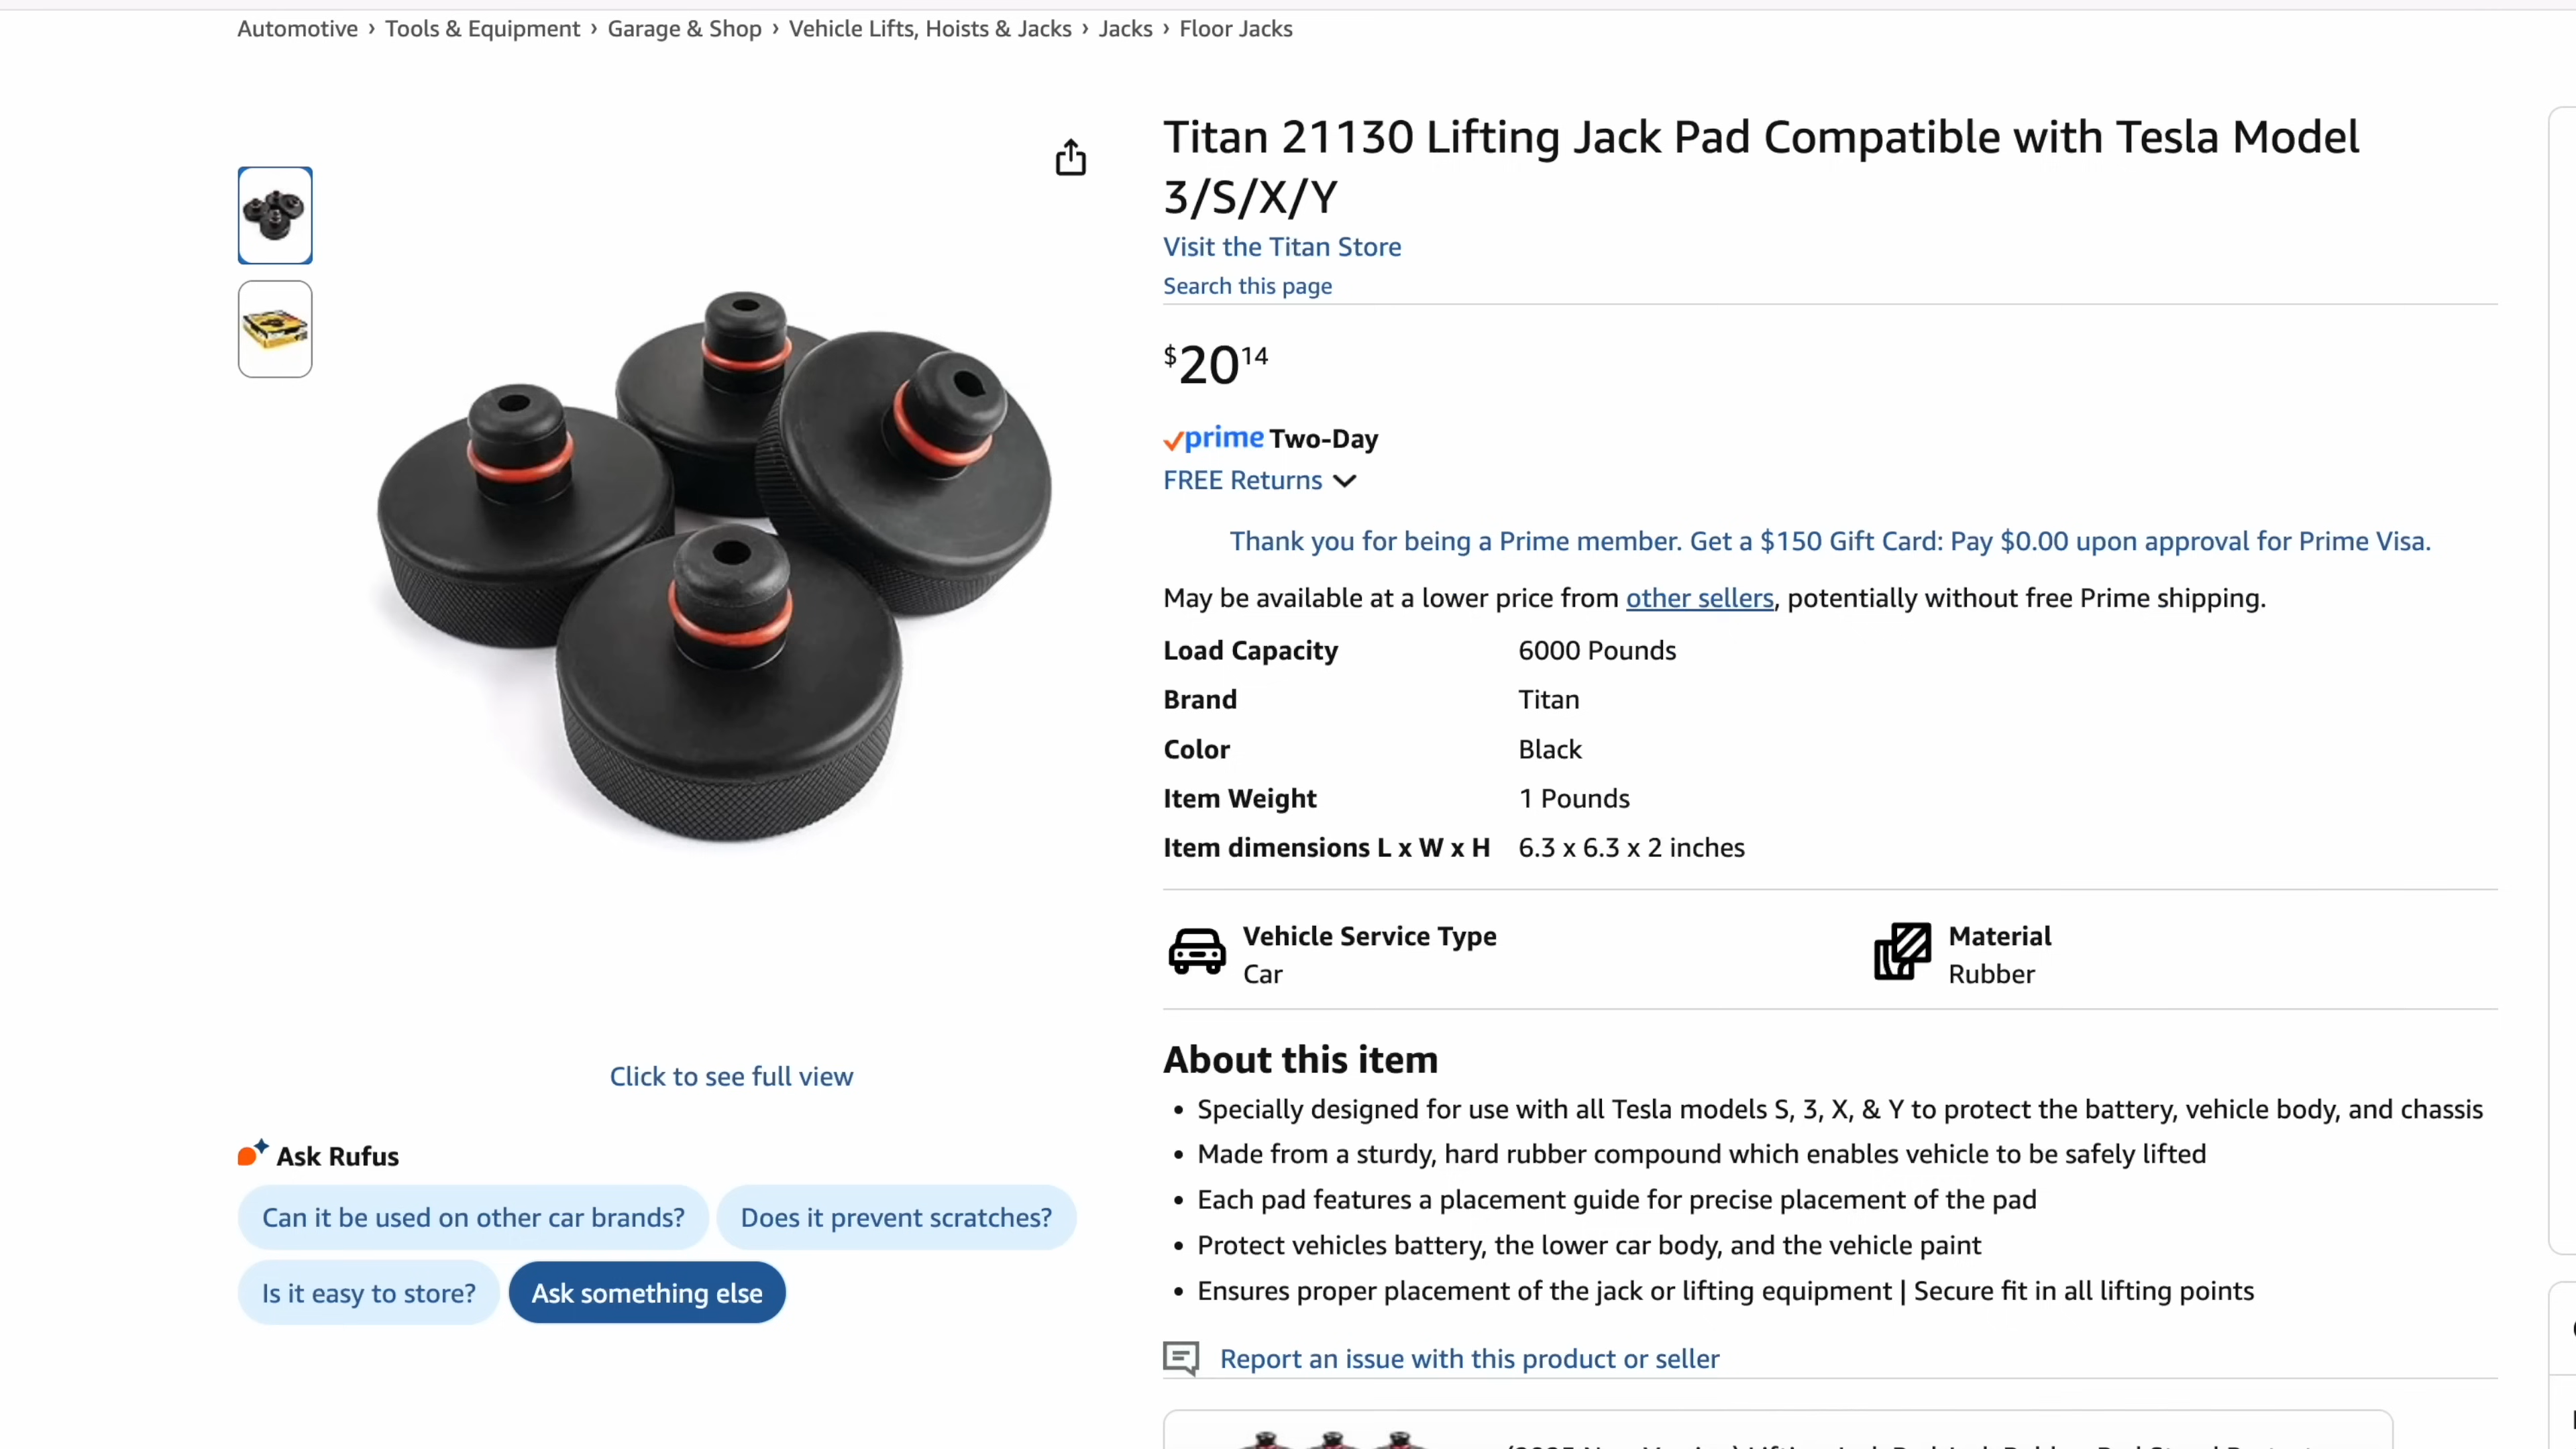 Automotive › Tools & Equipment › Garage & Shop › Vehicle Lifts, Hoists & Jacks › Jacks › Floor Jacks
Titan 21130 Lifting Jack Pad Compatible with Tesla Model
3/S/X/Y
Visit the Titan Store
Search this page
$20 14
prime Two-Day
FREE Returns
Thank you for being a Prime member. Get a $150 Gift Card: Pay $0.00 upon approval for Prime Visa.
May be available at a lower price from other sellers, potentially without free Prime shipping.
Load Capacity 6000 Pounds
Brand Titan
Color Black
Item Weight 1 Pounds
Item dimensions L x W x H 6.3 x 6.3 x 2 inches
Vehicle Service Type
Car
Material
Rubber
About this item
• Specially designed for use with all Tesla models S, 3, X, & Y to protect the battery, vehicle body, and chassis
• Made from a sturdy, hard rubber compound which enables vehicle to be safely lifted
• Each pad features a placement guide for precise placement of the pad
• Protect vehicles battery, the lower car body, and the vehicle paint
• Ensures proper placement of the jack or lifting equipment | Secure fit in all lifting points
Report an issue with this product or seller
Click to see full view
Ask Rufus
Can it be used on other car brands?
Does it prevent scratches?
Is it easy to store?
Ask something else